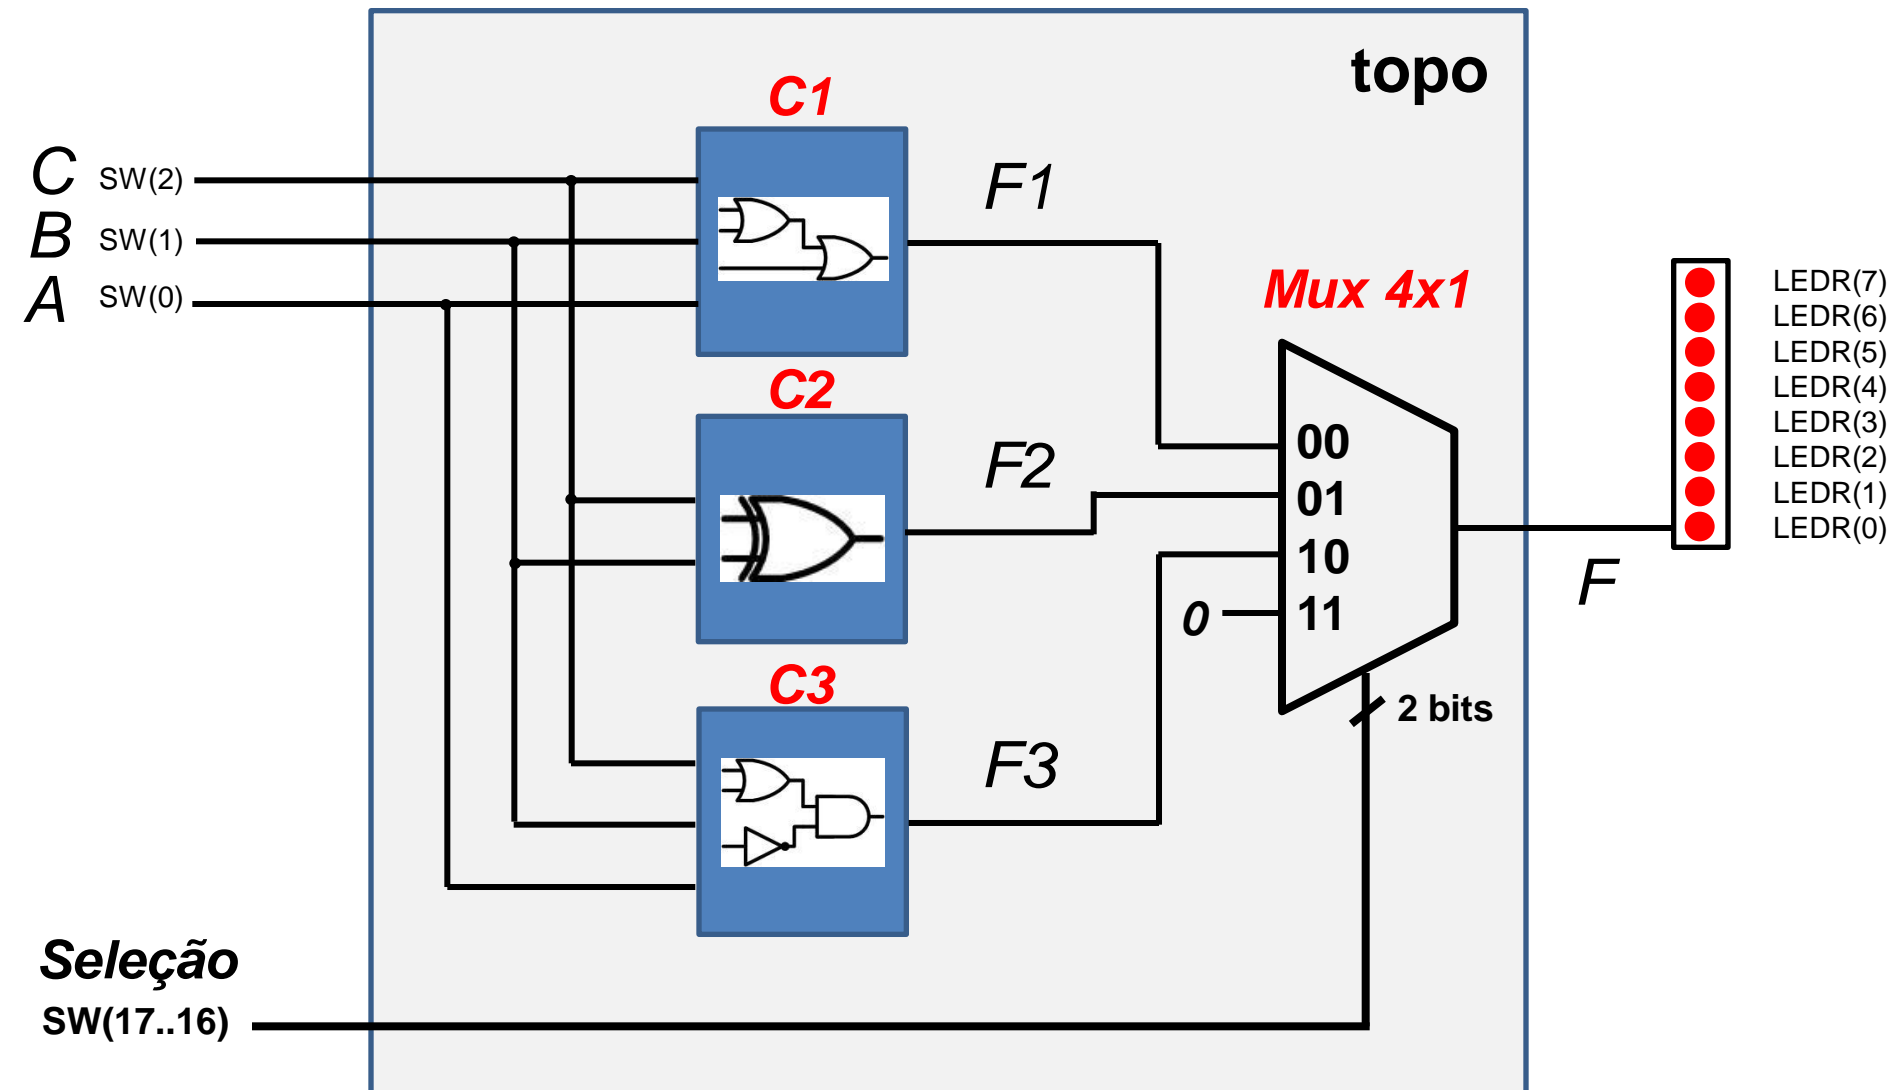 topo
C1
C SW(2)
B SW(1)
A SW(0)
F1
Mux 4x1
LEDR(7)
LEDR(6)
LEDR(5)
LEDR(4)
LEDR(3)
LEDR(2)
LEDR(1)
LEDR(0)
C2
F2
00
01
10
11
0
F
C3
F3
2 bits
Seleção
SW(17..16)